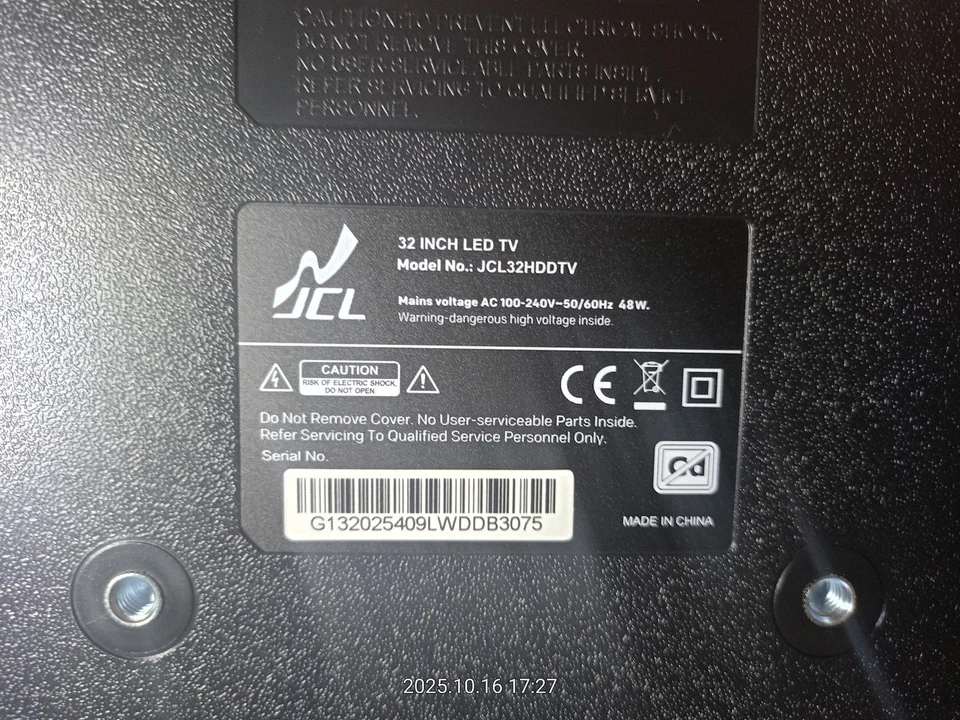 CAUTION: TO PREVENT ELECTRICAL SHOCK,
DO NOT REMOVE THIS COVER.
NO USER-SERVICEABLE PARTS INSIDE.
REFER SERVICING TO QUALIFIED SERVICE
PERSONNEL.
JCL
32 INCH LED TV
Model No.: JCL32HDDTV
Mains voltage AC 100-240V~50/60Hz 48W.
Warning-dangerous high voltage inside.
CAUTION
RISK OF ELECTRIC SHOCK,
DO NOT OPEN
CE
Do Not Remove Cover. No User-serviceable Parts Inside.
Refer Servicing To Qualified Service Personnel Only.
Serial No.
Cd
G132025409LWDDB3075
MADE IN CHINA
2025.10.16 17:27